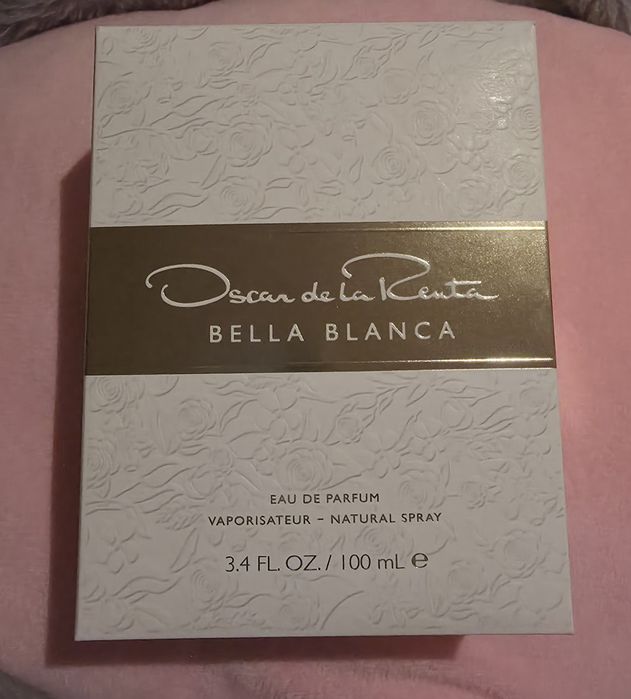 Oscar de la Renta
BELLA BLANCA
EAU DE PARFUM
VAPORISATEUR – NATURAL SPRAY
3.4 FL. OZ. / 100 mL ℮